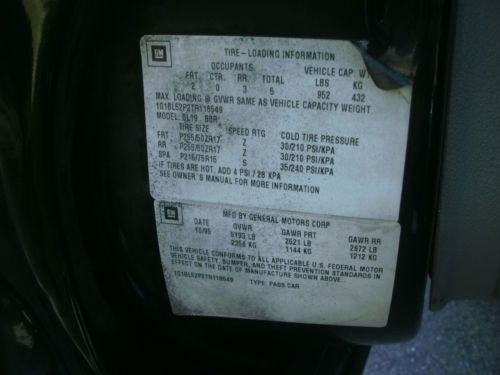 GM
TIRE-LOADING INFORMATION
OCCUPANTS VEHICLE CAP. WT
FRT CTR. RR. TOTAL LBS KG
2 0 3 5 952 432
MAX. LOADING @ GVWR SAME AS VEHICLE CAPACITY WEIGHT.
1G1BL52P2TR118549
MODEL: BL19 BBR
TIRE SIZE SPEED RTG COLD TIRE PRESSURE
FRT P255/50ZR17 Z 30/210 PSI/KPA
RR P255/50ZR17 Z 30/210 PSI/KPA
SPA P215/75R15 S 35/240 PSI/KPA
IF TIRES ARE HOT, ADD 4 PSI / 28 KPA
SEE OWNER'S MANUAL FOR MORE INFORMATION
GM
MFD BY GENERAL MOTORS CORP
DATE GVWR GAWR FRT GAWR RR
10/95 5193 LB 2521 LB 2672 LB
2356 KG 1144 KG 1212 KG
THIS VEHICLE CONFORMS TO ALL APPLICABLE U.S. FEDERAL MOTOR
VEHICLE SAFETY, BUMPER, AND THEFT PREVENTION STANDARDS IN
EFFECT ON THE DATE OF MANUFACTURE SHOWN ABOVE.
1G1BL52P2TR118549 TYPE: PASS CAR